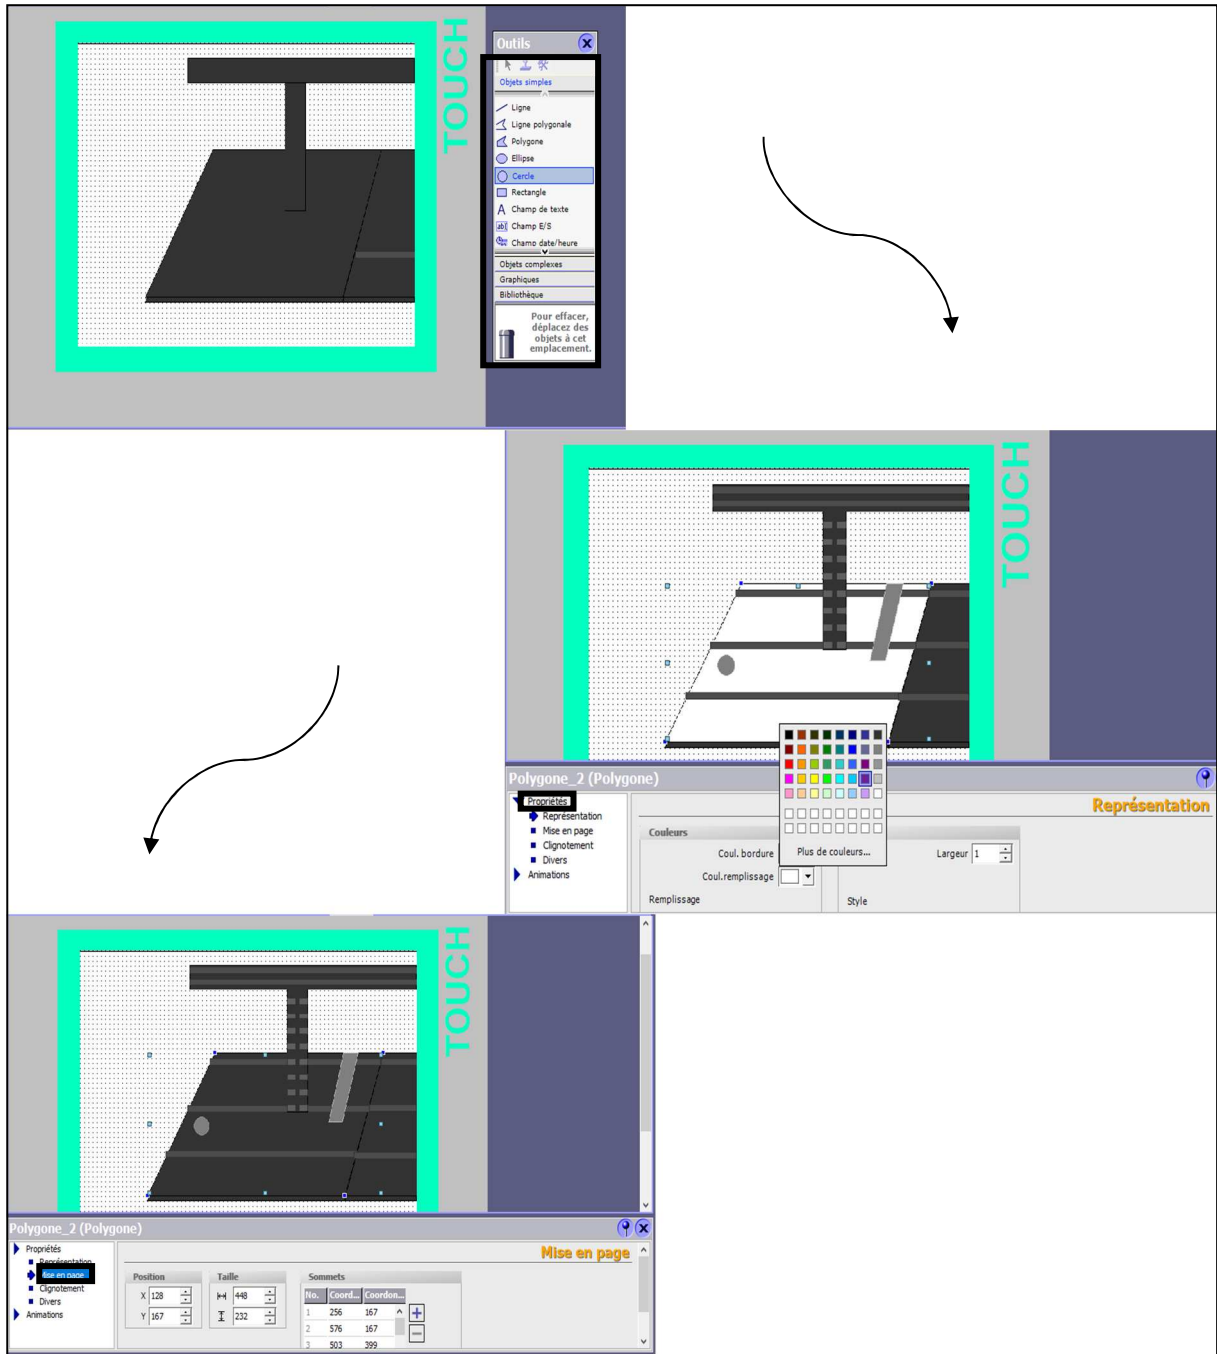 TOUCH
Outils
Objets simples
Ligne
Ligne polygonale
Polygone
Ellipse
Cercle
Rectangle
A Champ de texte
ab Champ E/S
Chamo date/heure
Objets complexes
Graphiques
Bibliothèque
Pour effacer,
déplacez des
objets à cet
emplacement.
TOUCH
Polygone_2 (Polygone)
Propriétés
Représentation
Mise en page
Clignotement
Divers
Animations
Représentation
Couleurs
Coul. bordure
Coul.remplissage
Remplissage
Plus de couleurs...
Largeur 1
Style
TOUCH
Polygone_2 (Polygone)
Propriétés
Représentation
Mise en page
Clignotement
Divers
Animations
Mise en page
Position
X 128
Y 167
Taille
448
232
Sommets
No. Coord... Coordon...
1 256 167
2 576 167
3 503 399